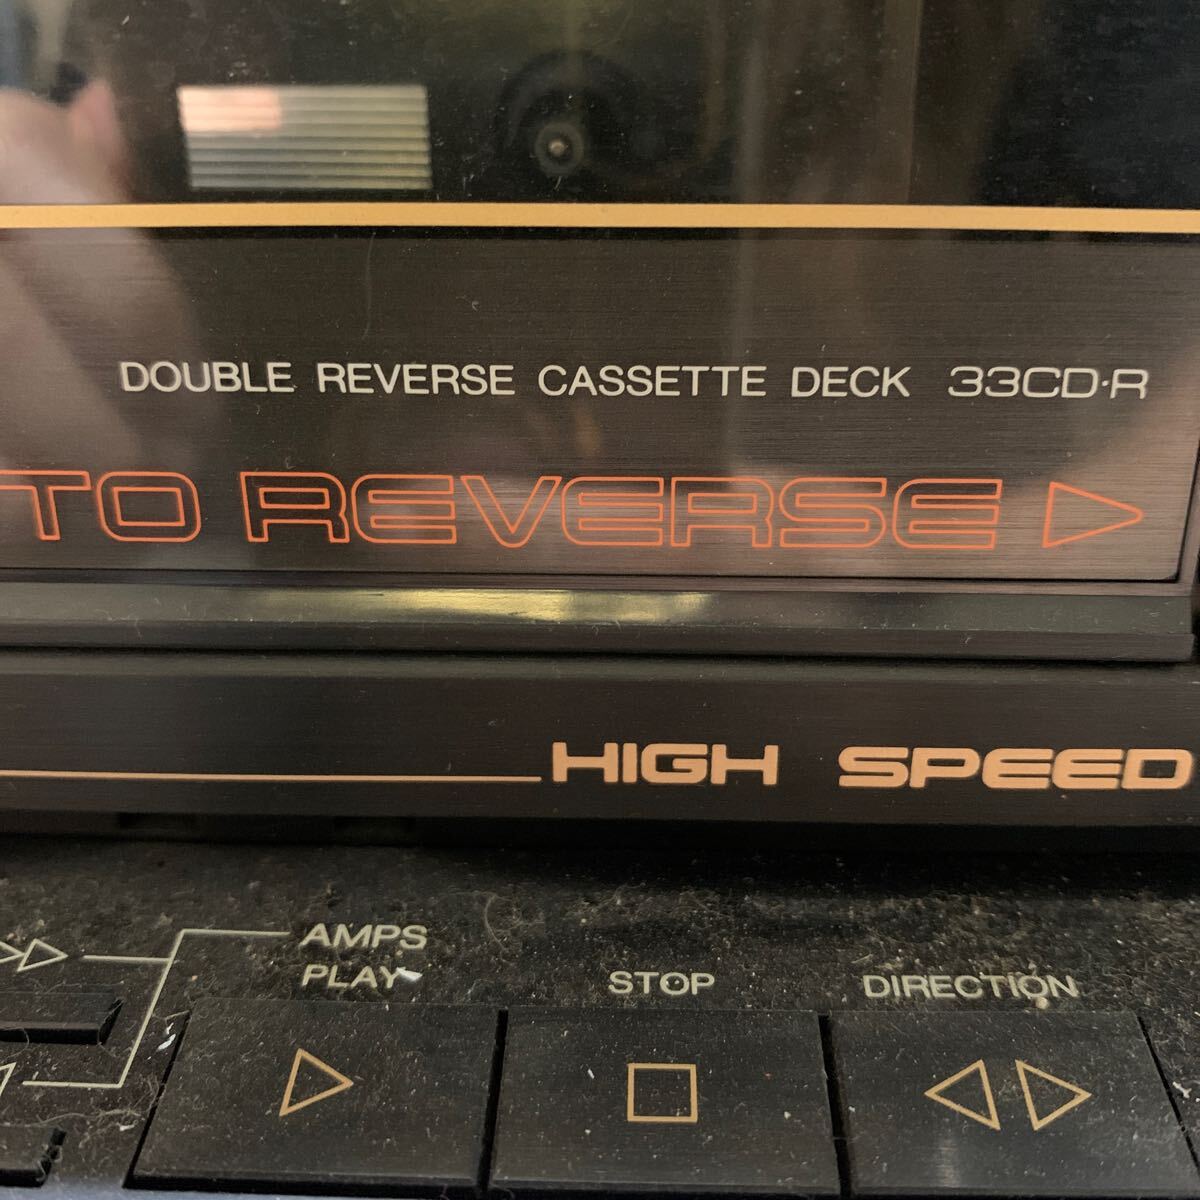 DOUBLE REVERSE CASSETTE DECK 33CD·R
TO REVERSE
HIGH SPEED
AMPS
PLAY
STOP
DIRECTION